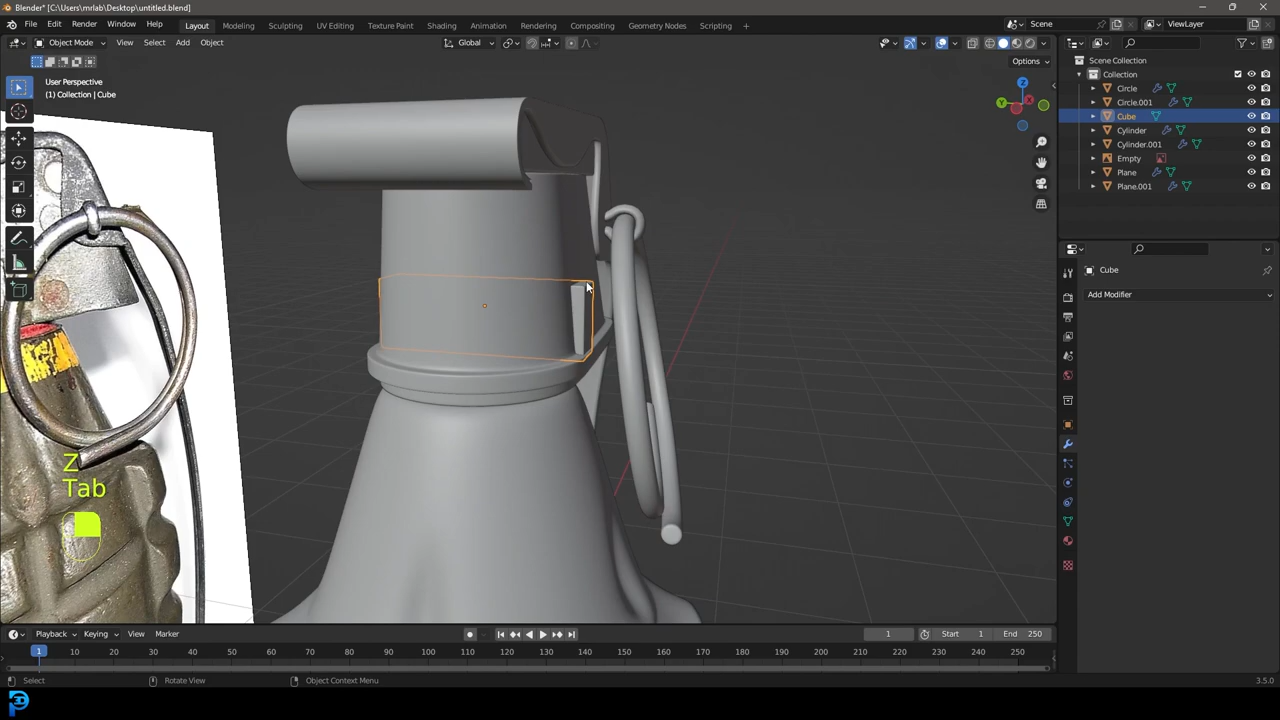 Blender* [C:\Users\mrlab\Desktop\untitled.blend]
File Edit Render Window Help Layout Modeling Sculpting UV Editing Texture Paint Shading Animation Rendering Compositing Geometry Nodes Scripting + Scene ViewLayer
Object Mode View Select Add Object Global
Options
User Perspective
(1) Collection | Cube
Z
X
Y
Scene Collection
Collection
Circle
Circle.001
Cube
Cylinder
Cylinder.001
Empty
Plane
Plane.001
Cube
Add Modifier
Z
Tab
Playback Keying View Marker 1 Start 1 End 250
1 10 20 30 40 50 60 70 80 90 100 110 120 130 140 150 160 170 180 190 200 210 220 230 240 250
Select Rotate View Object Context Menu 3.5.0